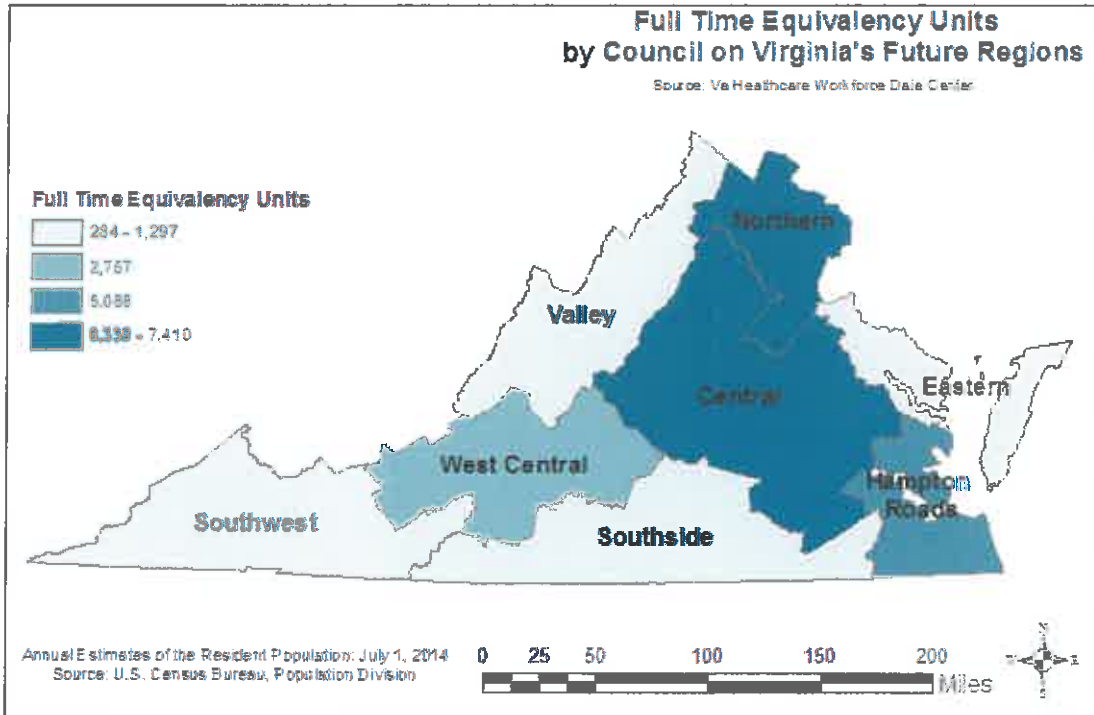 Full Time Equivalency Units
by Council on Virginia's Future Regions
Source: Va Healthcare Workforce Data Center
Full Time Equivalency Units
284 - 1,297
2,757
5,088
- 7,410
Northern
Valley
Central
Eastern
West Central
Hampton
Roads
Southwest
Southside
Annual Estimates of the Resident Population: July 1, 2014
Source: U.S. Census Bureau, Population Division
0 25 50 100 150 200
Miles